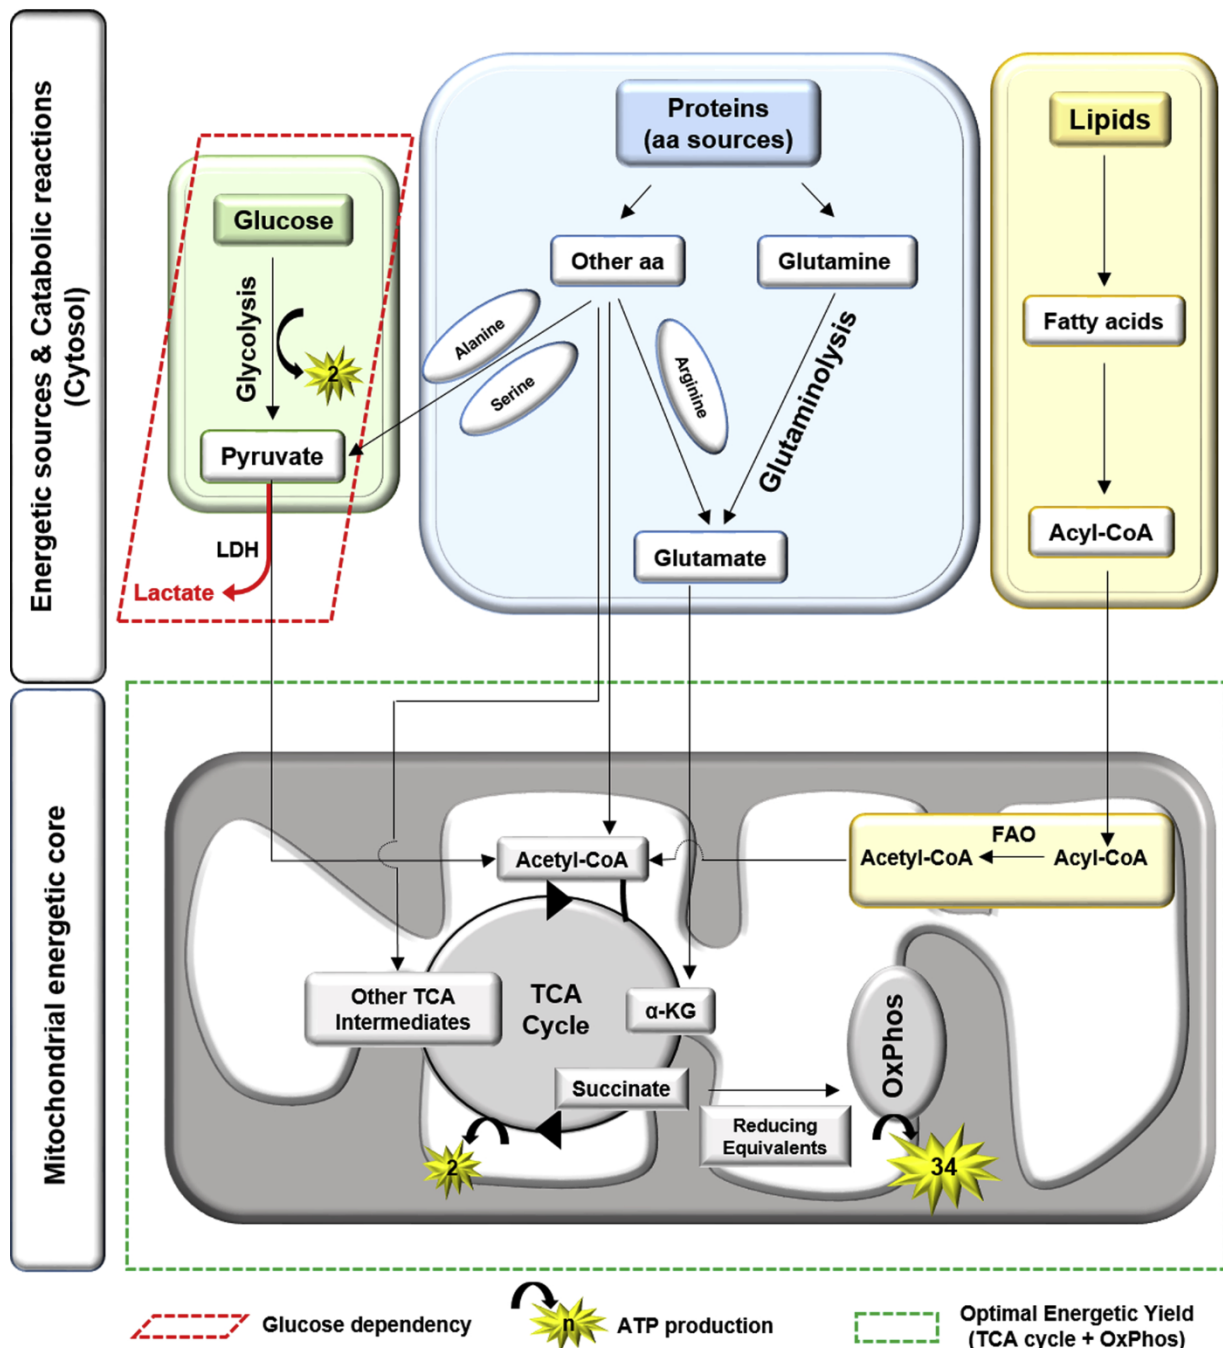 Energetic sources & Catabolic reactions
(Cytosol)
Glucose
Glycolysis
2
Pyruvate
LDH
Lactate
Proteins
(aa sources)
Other aa
Glutamine
Alanine
Serine
Arginine
Glutaminolysis
Glutamate
Lipids
Fatty acids
Acyl-CoA
Mitochondrial energetic core
Acetyl-CoA
FAO
Acetyl-CoA
Acyl-CoA
Other TCA
Intermediates
TCA
Cycle
α-KG
Succinate
Reducing
Equivalents
OxPhos
2
34
Glucose dependency
n
ATP production
Optimal Energetic Yield
(TCA cycle + OxPhos)